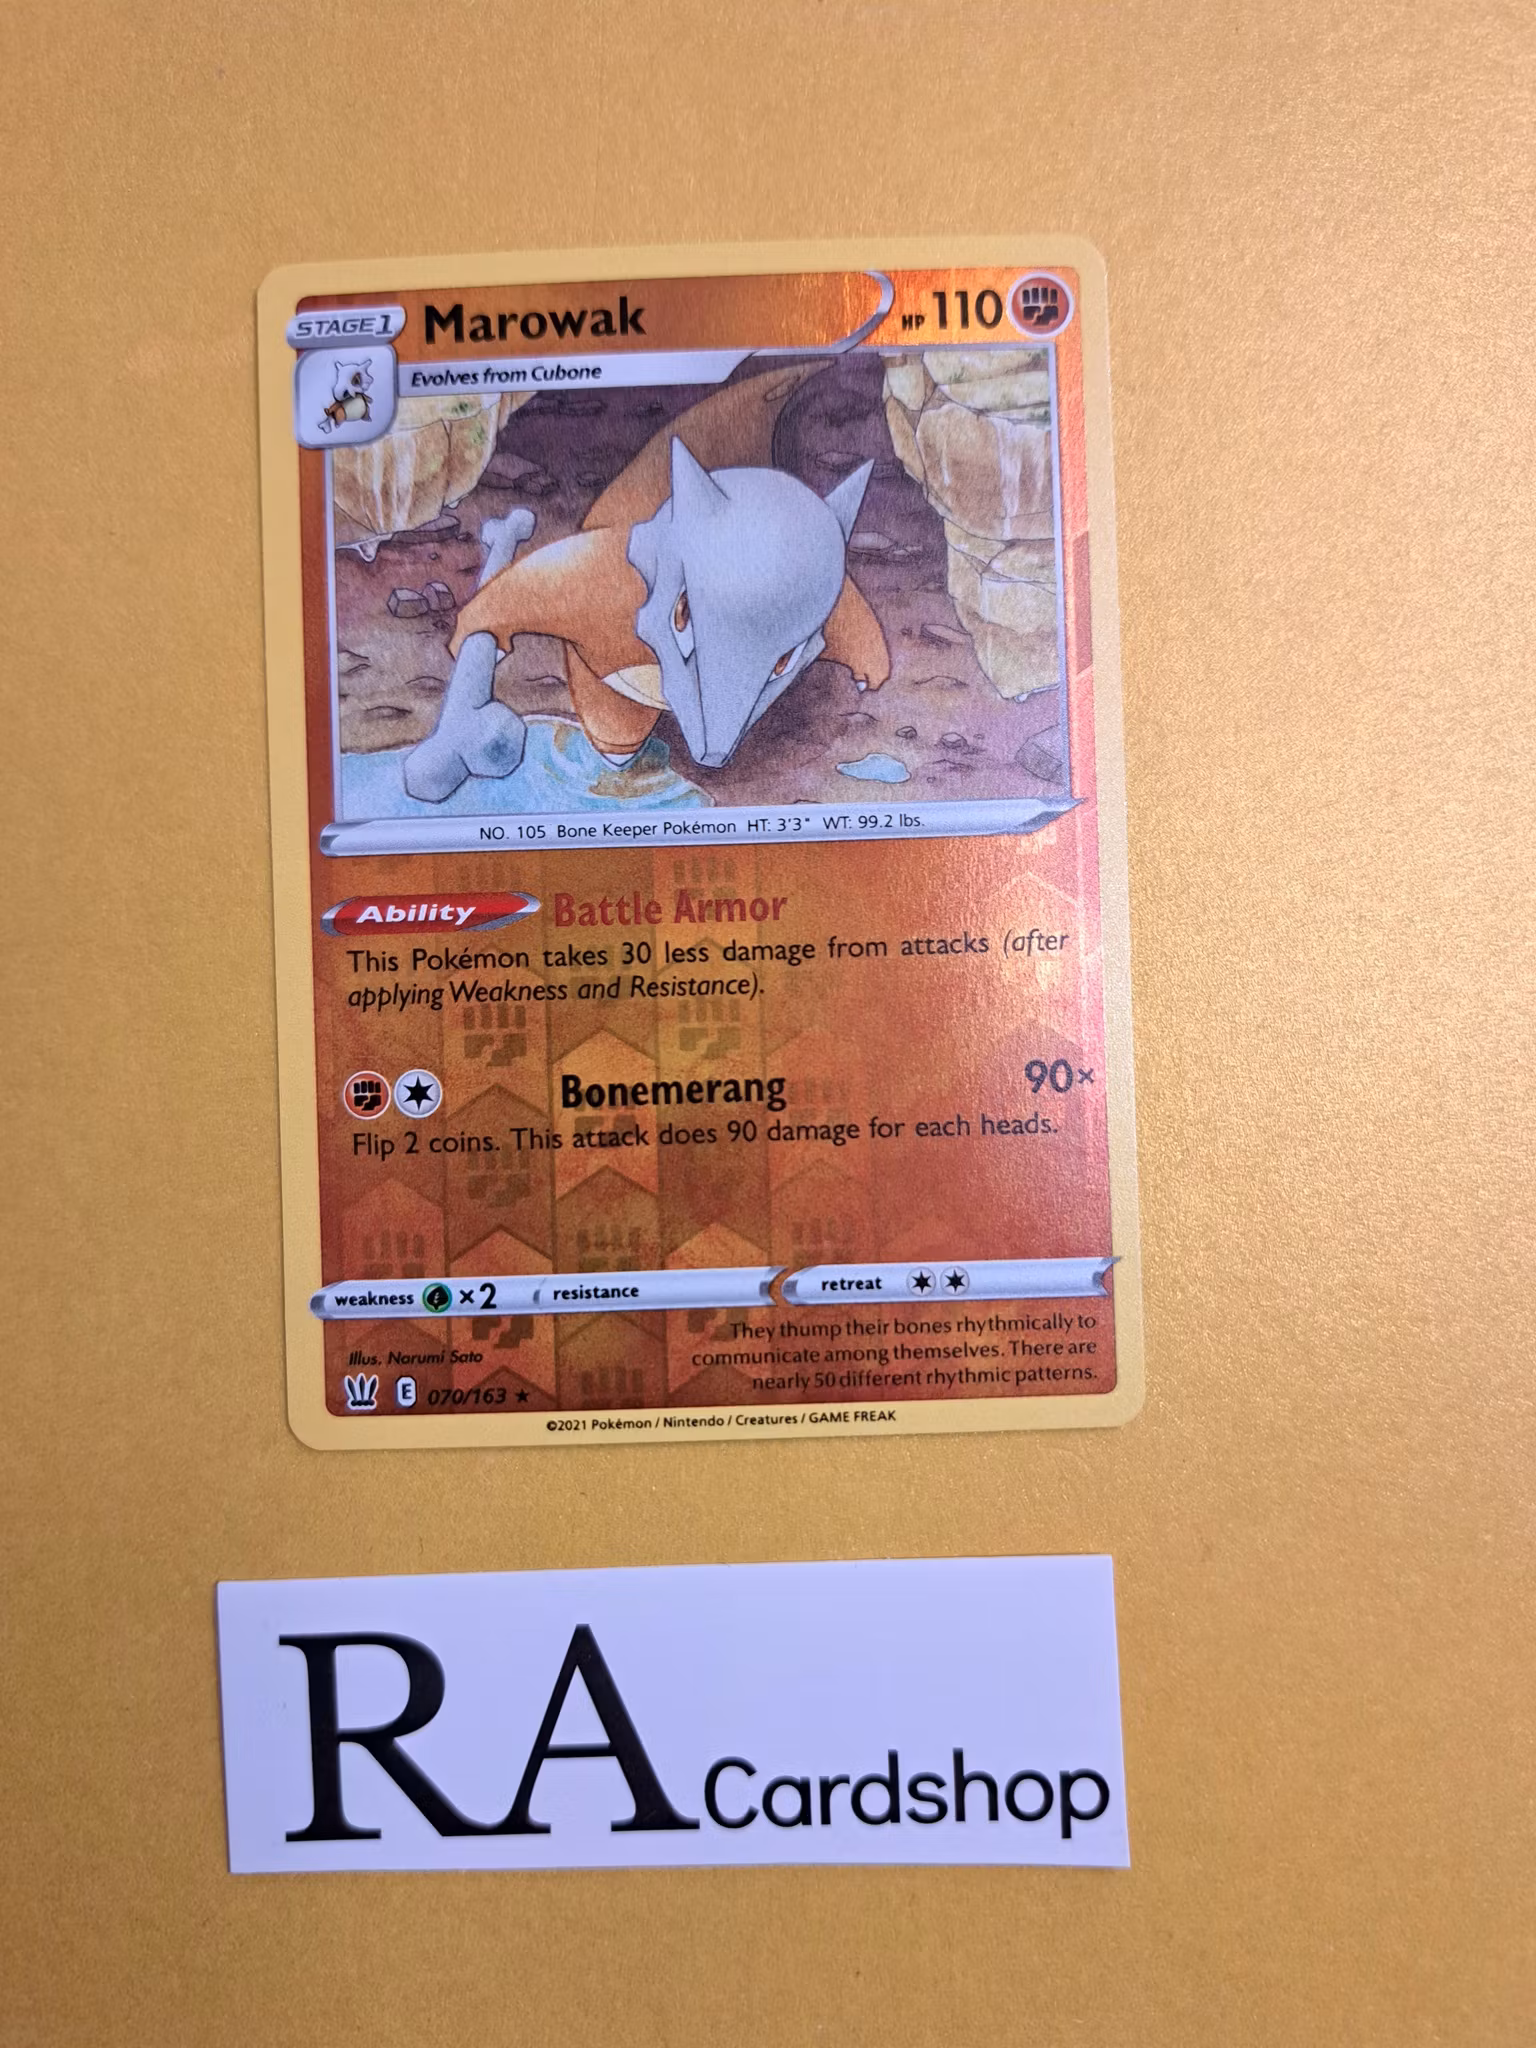 STAGE 1
Marowak
HP 110
Evolves from Cubone
NO. 105 Bone Keeper Pokémon HT: 3'3" WT: 99.2 lbs.
Ability Battle Armor
This Pokémon takes 30 less damage from attacks (after
applying Weakness and Resistance).
Bonemerang 90×
Flip 2 coins. This attack does 90 damage for each heads.
weakness ×2 resistance retreat
They thump their bones rhythmically to
communicate among themselves. There are
nearly 50 different rhythmic patterns.
Illus. Narumi Sato
E 070/163 ★
©2021 Pokémon / Nintendo / Creatures / GAME FREAK
RA Cardshop